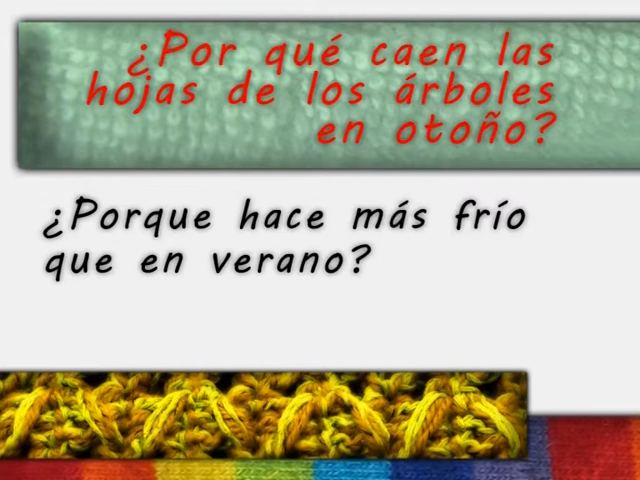 ¿Por qué caen las
hojas de los árboles
en otoño?
¿Porque hace más frío
que en verano?